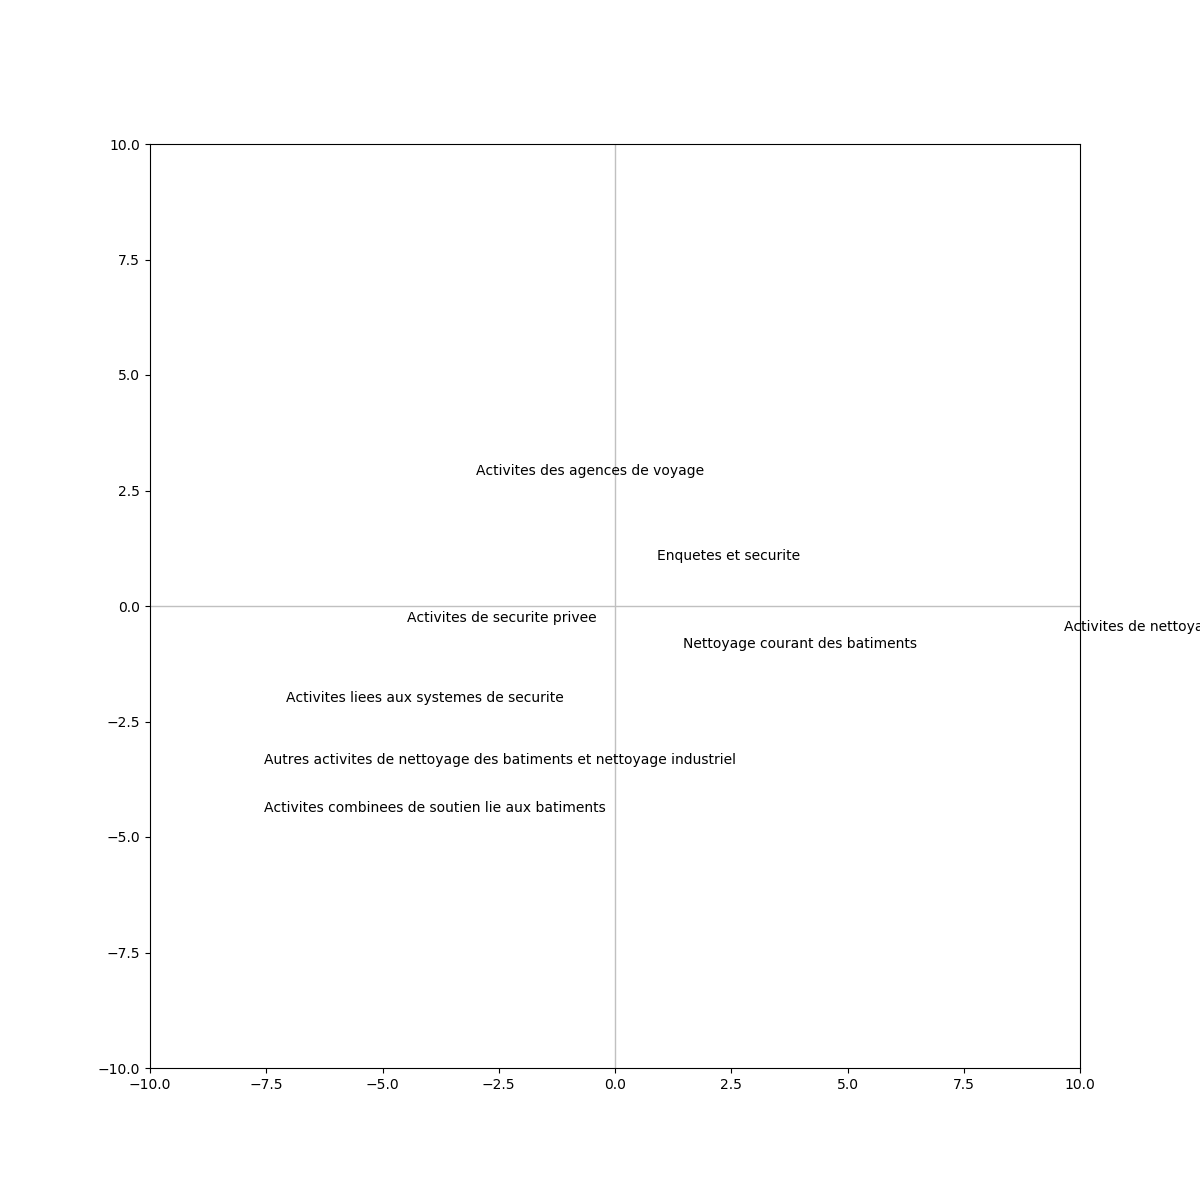 10.0
7.5
5.0
Activites des agences de voyage
2.5
Enquetes et securite
0.0
Activites de securite privee
Activites de
Nettoyage courant des batiments
Activites liees aux systemes de securite
−2.5
Autres activites de nettoyage des batiments et nettoyage industriel
Activites combinees de soutien lie aux batiments
−5.0
−7.5
−10.0
−10.0 −7.5 −5.0 −2.5 0.0 2.5 5.0 7.5 10.0